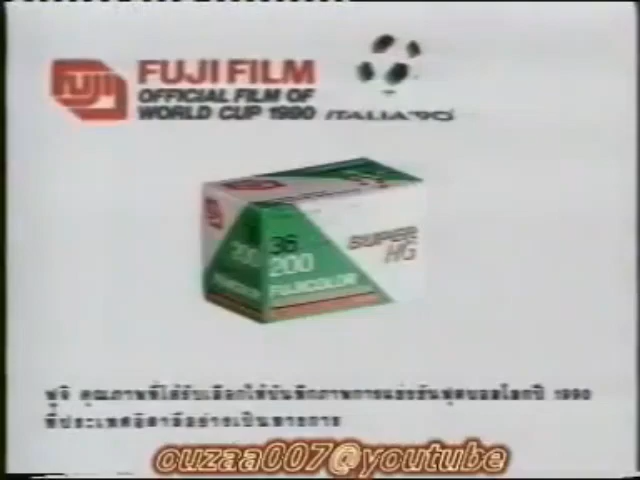 FUJI
FUJI FILM
OFFICIAL FILM OF
WORLD CUP 1990
ITALIA '90
36
200
200
FUJICOLOR
SUPER
HG
ฟูจิ คุณภาพที่ได้รับเลือกให้บันทึกภาพการแข่งขันฟุตบอลโลกปี 1990
ที่ประเทศอิตาลีอย่างเป็นทางการ
ouzaa007@youtube